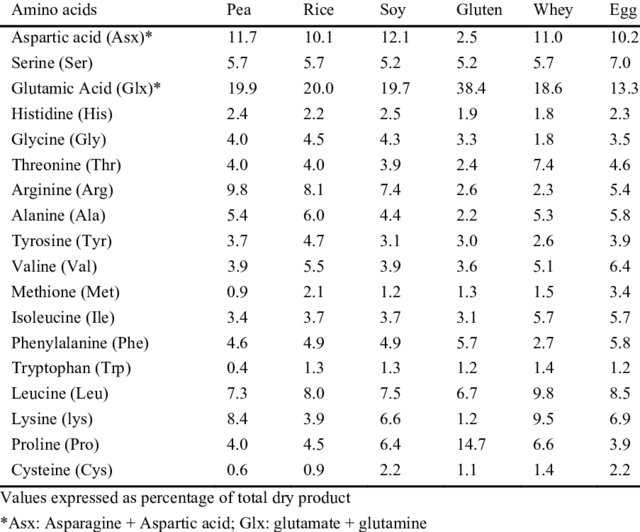 Amino acids Pea Rice Soy Gluten Whey Egg
Aspartic acid (Asx)* 11.7 10.1 12.1 2.5 11.0 10.2
Serine (Ser) 5.7 5.7 5.2 5.2 5.7 7.0
Glutamic Acid (Glx)* 19.9 20.0 19.7 38.4 18.6 13.3
Histidine (His) 2.4 2.2 2.5 1.9 1.8 2.3
Glycine (Gly) 4.0 4.5 4.3 3.3 1.8 3.5
Threonine (Thr) 4.0 4.0 3.9 2.4 7.4 4.6
Arginine (Arg) 9.8 8.1 7.4 2.6 2.3 5.4
Alanine (Ala) 5.4 6.0 4.4 2.2 5.3 5.8
Tyrosine (Tyr) 3.7 4.7 3.1 3.0 2.6 3.9
Valine (Val) 3.9 5.5 3.9 3.6 5.1 6.4
Methione (Met) 0.9 2.1 1.2 1.3 1.5 3.4
Isoleucine (Ile) 3.4 3.7 3.7 3.1 5.7 5.7
Phenylalanine (Phe) 4.6 4.9 4.9 5.7 2.7 5.8
Tryptophan (Trp) 0.4 1.3 1.3 1.2 1.4 1.2
Leucine (Leu) 7.3 8.0 7.5 6.7 9.8 8.5
Lysine (lys) 8.4 3.9 6.6 1.2 9.5 6.9
Proline (Pro) 4.0 4.5 6.4 14.7 6.6 3.9
Cysteine (Cys) 0.6 0.9 2.2 1.1 1.4 2.2
Values expressed as percentage of total dry product
*Asx: Asparagine + Aspartic acid; Glx: glutamate + glutamine